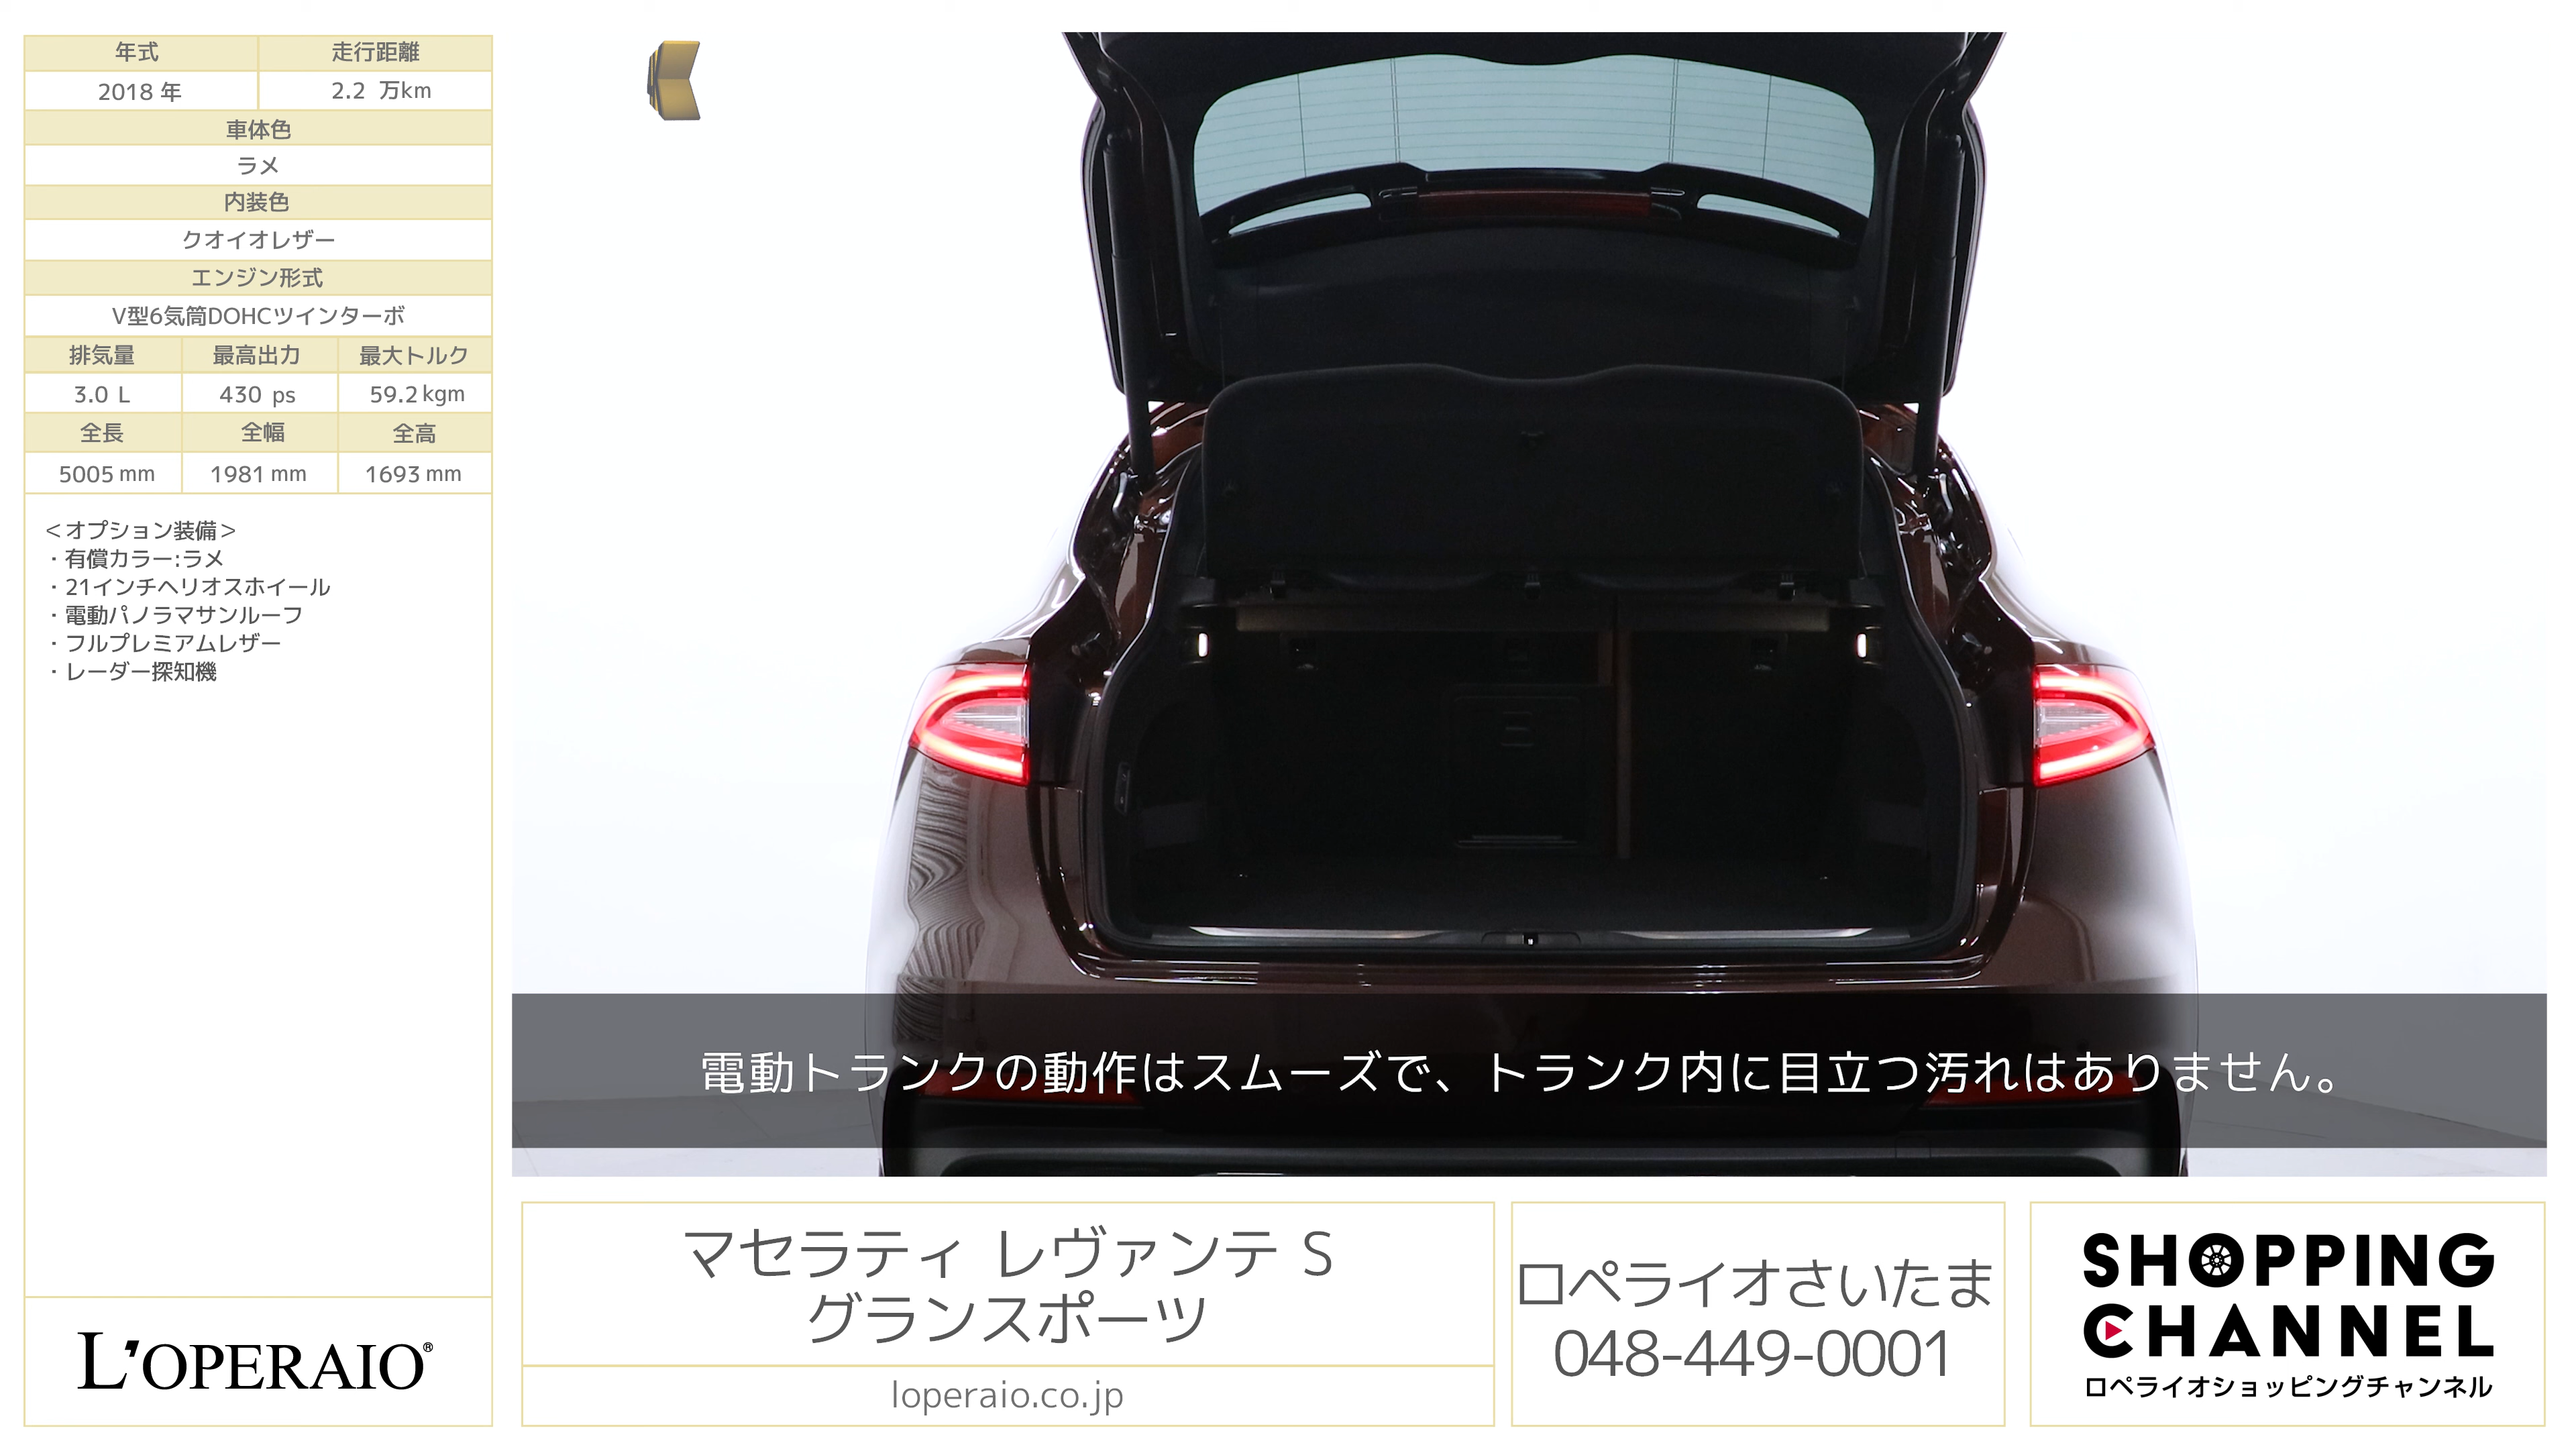 年式 走行距離
2018 年 2.2 万km
車体色
ラメ
内装色
クオイオレザー
エンジン形式
V型6気筒DOHCツインターボ
排気量 最高出力 最大トルク
3.0 L 430 ps 59.2 kgm
全長 全幅 全高
5005 mm 1981 mm 1693 mm
＜オプション装備＞
・有償カラー:ラメ
・21インチヘリオスホイール
・電動パノラマサンルーフ
・フルプレミアムレザー
・レーダー探知機
L'OPERAIO®
電動トランクの動作はスムーズで、トランク内に目立つ汚れはありません。
マセラティ レヴァンテ S
グランスポーツ
loperaio.co.jp
ロペライオさいたま
048-449-0001
SHOPPING
CHANNEL
ロペライオショッピングチャンネル